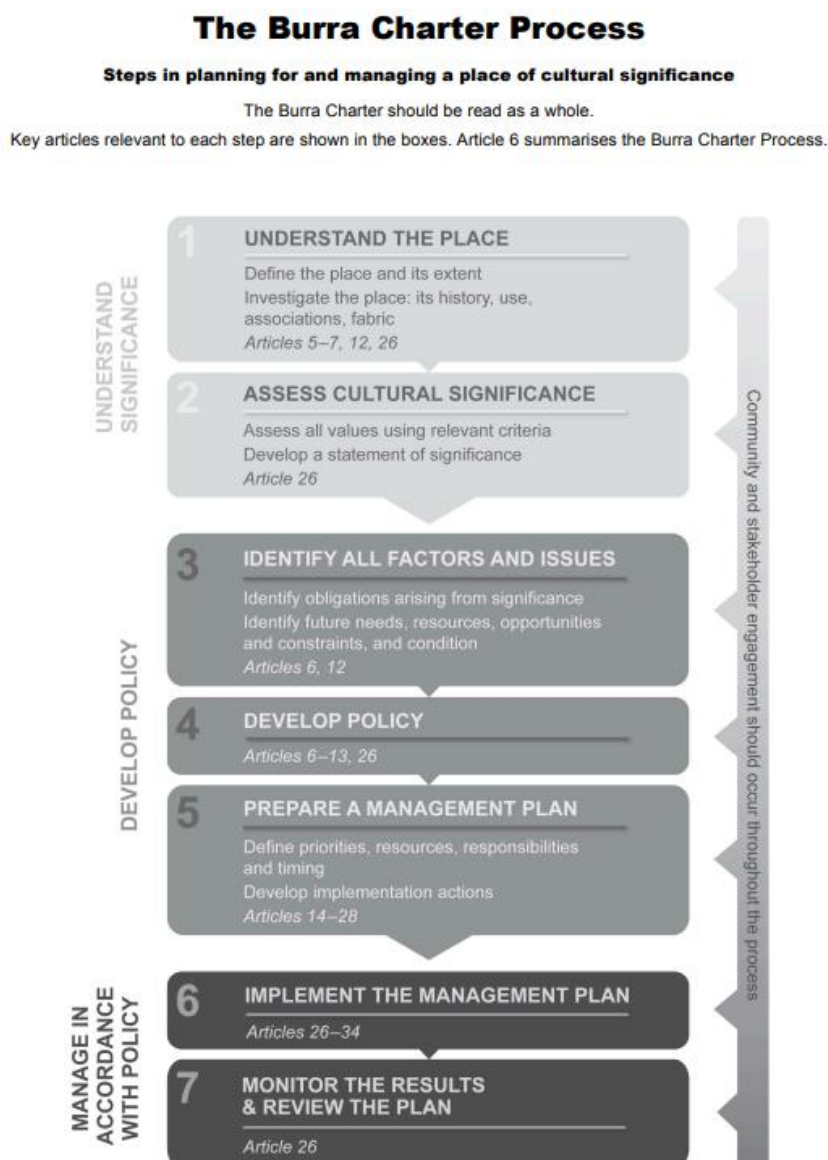 The Burra Charter Process
Steps in planning for and managing a place of cultural significance
The Burra Charter should be read as a whole.
Key articles relevant to each step are shown in the boxes. Article 6 summarises the Burra Charter Process.
UNDERSTAND
SIGNIFICANCE
1
UNDERSTAND THE PLACE
Define the place and its extent
Investigate the place: its history, use,
associations, fabric
Articles 5–7, 12, 26
2
ASSESS CULTURAL SIGNIFICANCE
Assess all values using relevant criteria
Develop a statement of significance
Article 26
DEVELOP POLICY
3
IDENTIFY ALL FACTORS AND ISSUES
Identify obligations arising from significance
Identify future needs, resources, opportunities
and constraints, and condition
Articles 6, 12
4
DEVELOP POLICY
Articles 6–13, 26
5
PREPARE A MANAGEMENT PLAN
Define priorities, resources, responsibilities
and timing
Develop implementation actions
Articles 14–28
MANAGE IN
ACCORDANCE
WITH POLICY
6
IMPLEMENT THE MANAGEMENT PLAN
Articles 26–34
7
MONITOR THE RESULTS
& REVIEW THE PLAN
Article 26
Community and stakeholder engagement should occur throughout the process